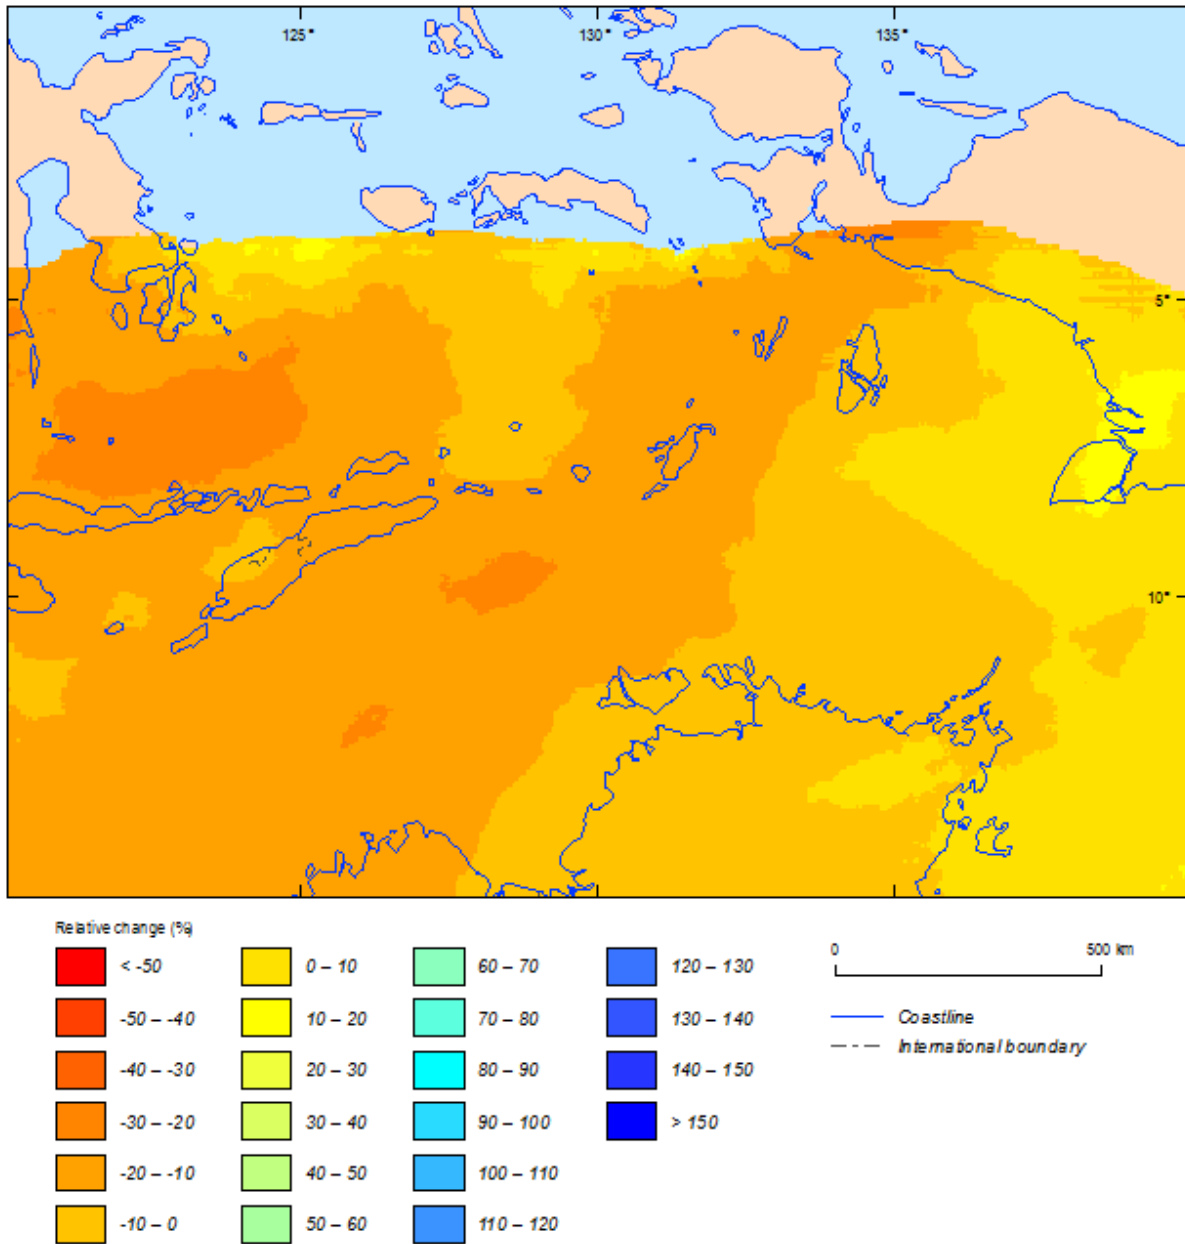 125° 130° 135°
5°
10°
Relative change (%)
< -50
-50 – -40
-40 – -30
-30 – -20
-20 – -10
-10 – 0
0 – 10
10 – 20
20 – 30
30 – 40
40 – 50
50 – 60
60 – 70
70 – 80
80 – 90
90 – 100
100 – 110
110 – 120
120 – 130
130 – 140
140 – 150
> 150
0 500 km
Coastline
International boundary